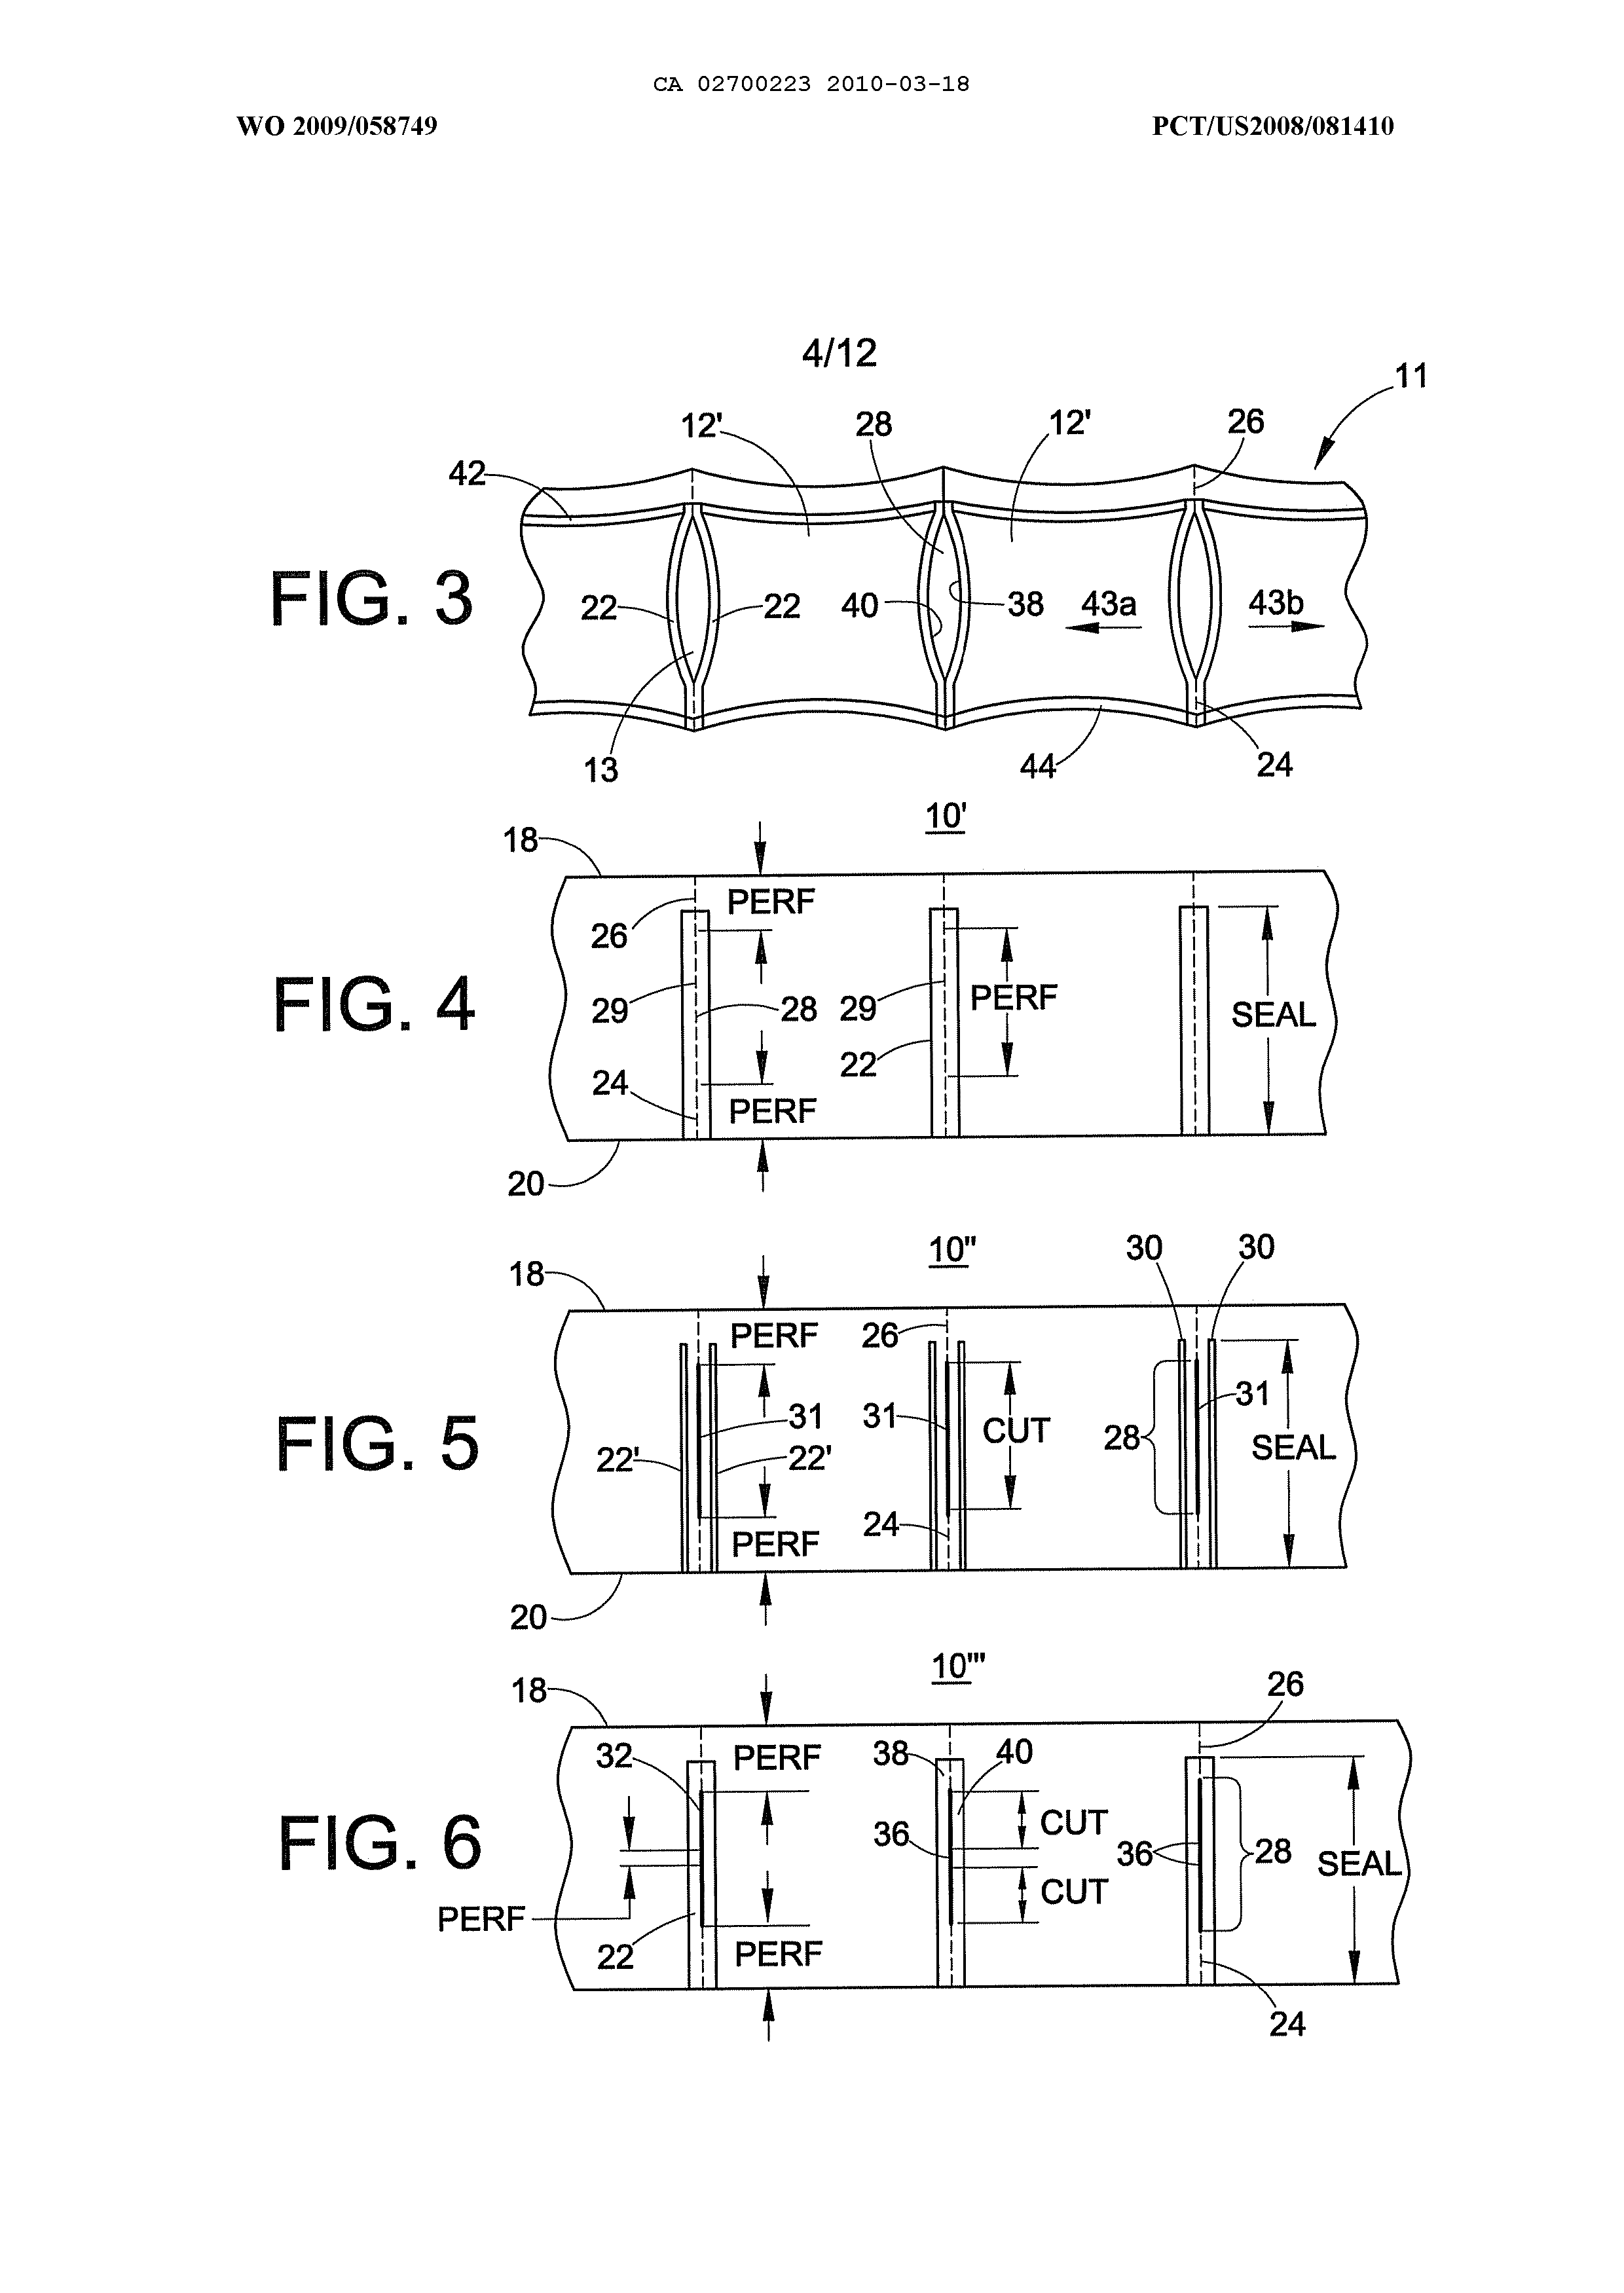 CA 02700223 2010-03-18
WO 2009/058749 PCT/US2008/081410
4/12
11
12' 28 12' 26
42
FIG. 3
22 22 40 38 43a 43b
13 44 24
10'
18
PERF
26
FIG. 4
29 28 29 PERF SEAL
22
24
PERF
20
10" 30 30
18
PERF 26
31 31 CUT 28 31
FIG. 5
22' 22' SEAL
24
PERF
20
10'''
18 26
32 PERF 38 40
CUT
FIG. 6
36 36 28 SEAL
CUT
PERF
22 PERF
24